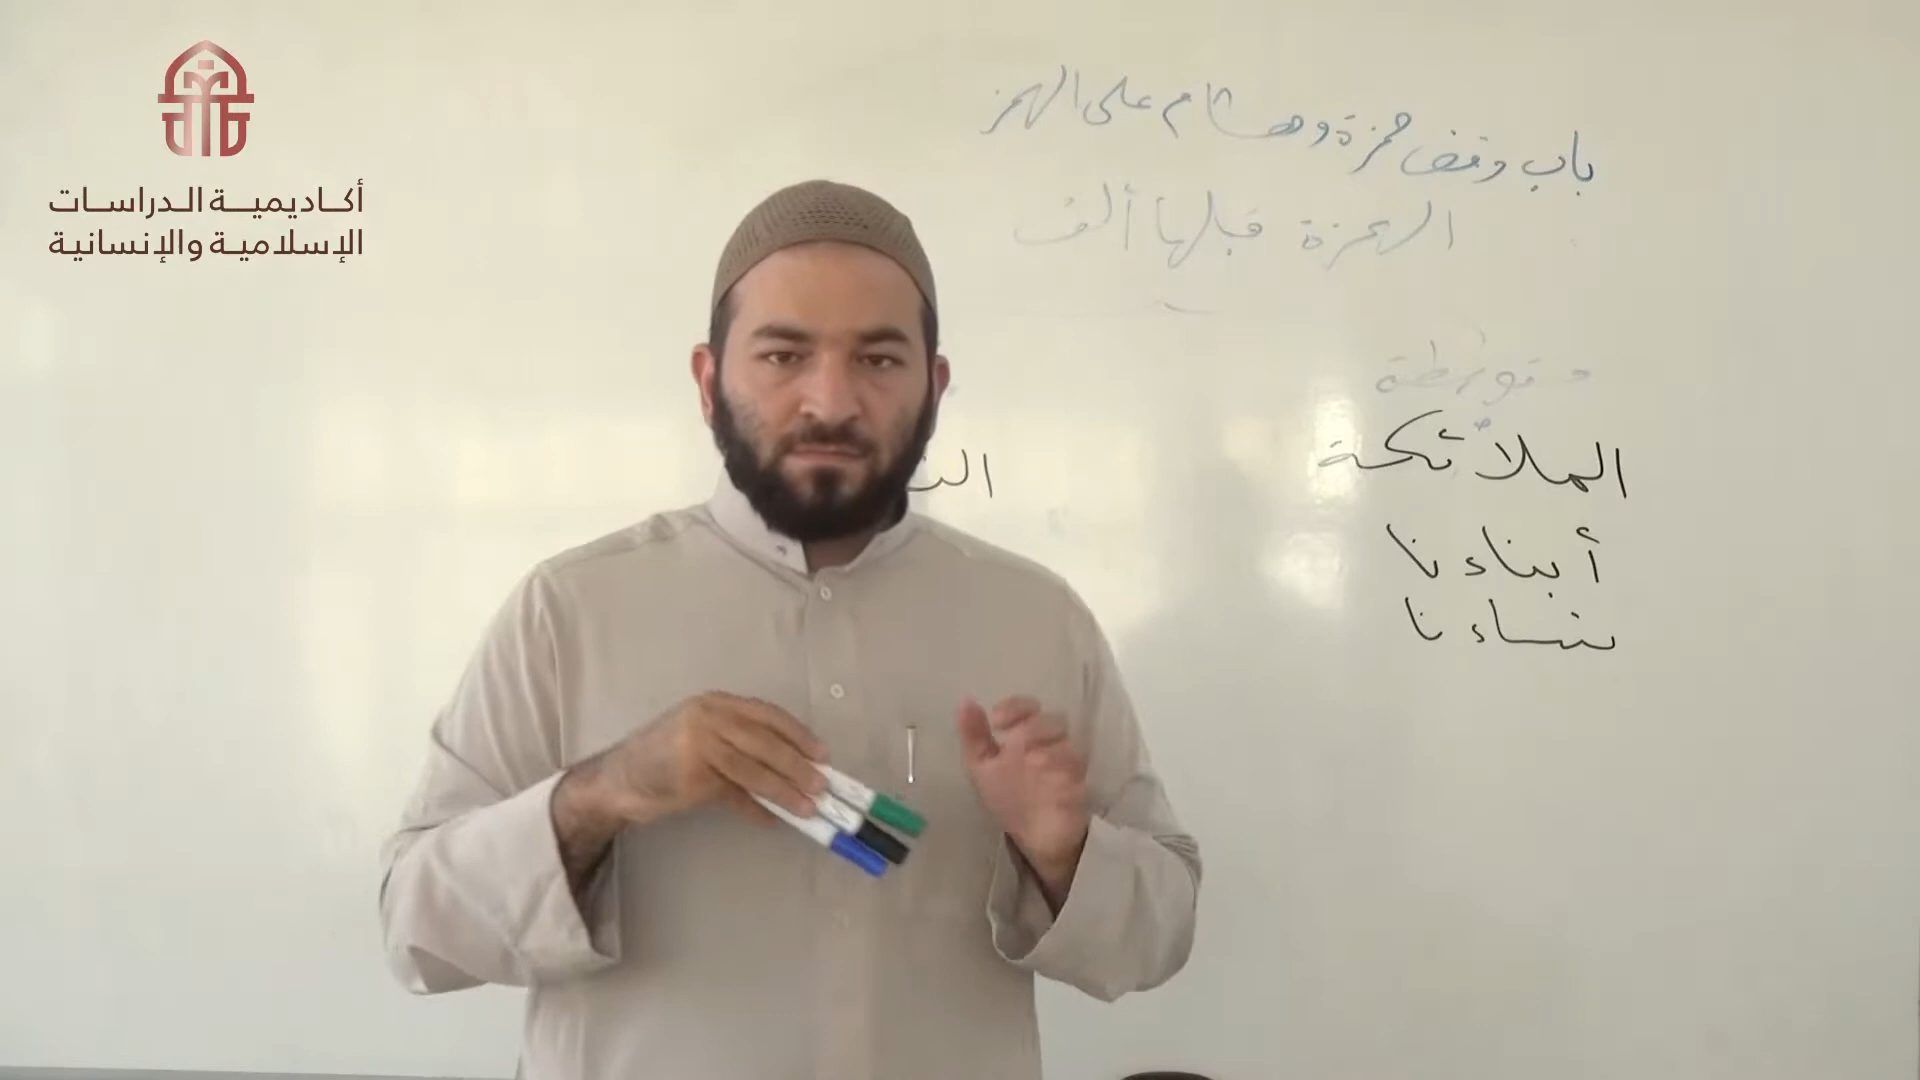 أكاديمية الدراسات
الإسلامية والإنسانية
باب وقف حمزة وهشام على الهمز
الهمزة قبلها ألف
متوسطة
الملائكة
أبناءنا
نساءنا